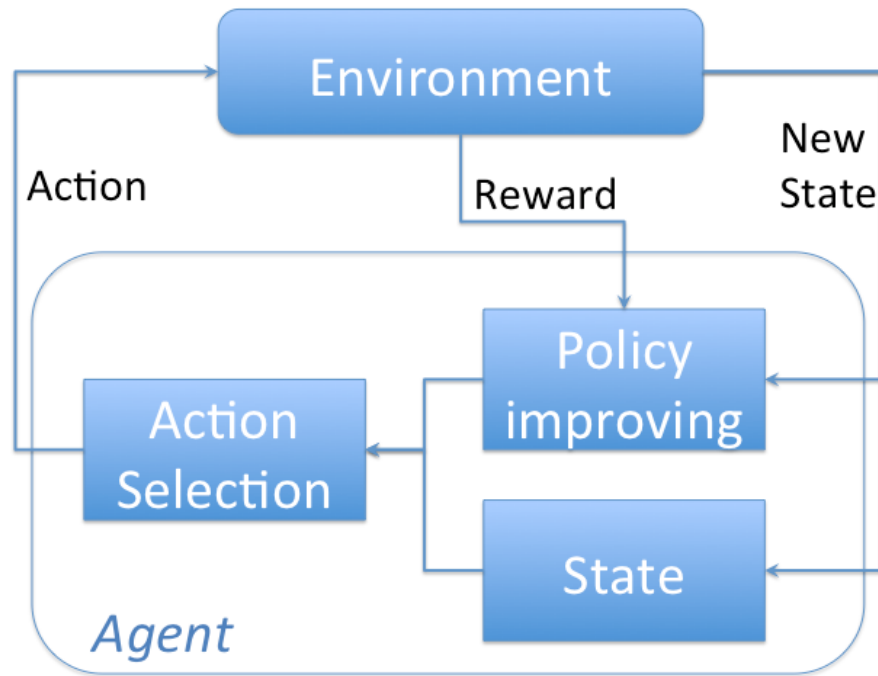 Environment
New
State
Action
Reward
Policy
improving
Action
Selection
State
Agent